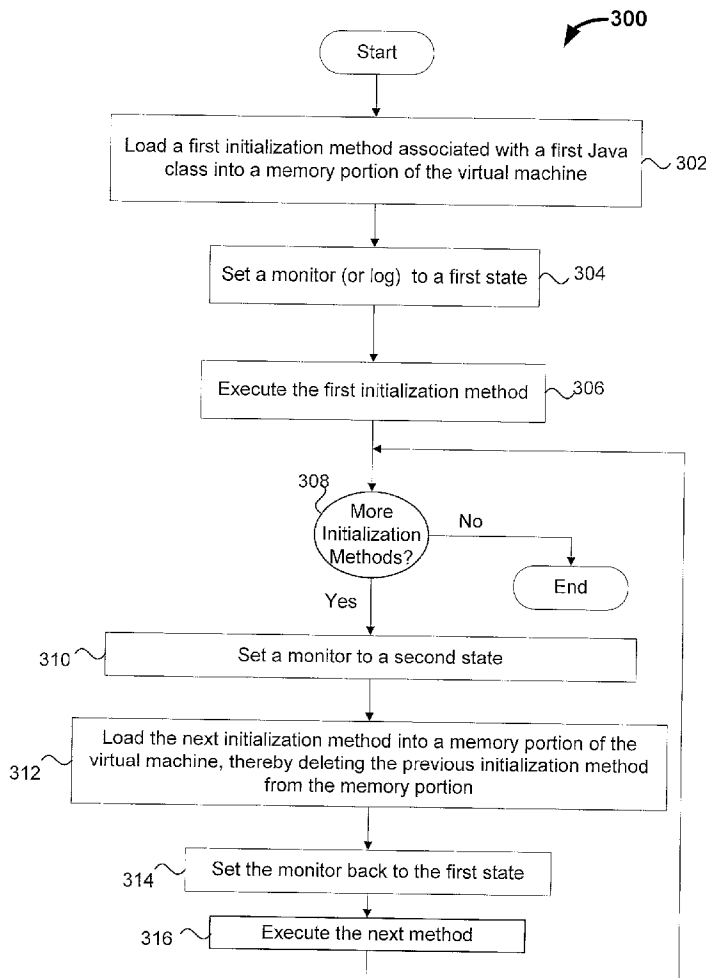 300
Start
Load a first initialization method associated with a first Java
class into a memory portion of the virtual machine
302
Set a monitor (or log) to a first state
304
Execute the first initialization method
306
308
More
Initialization
Methods?
No
End
Yes
310
Set a monitor to a second state
312
Load the next initialization method into a memory portion of the
virtual machine, thereby deleting the previous initialization method
from the memory portion
314
Set the monitor back to the first state
316
Execute the next method